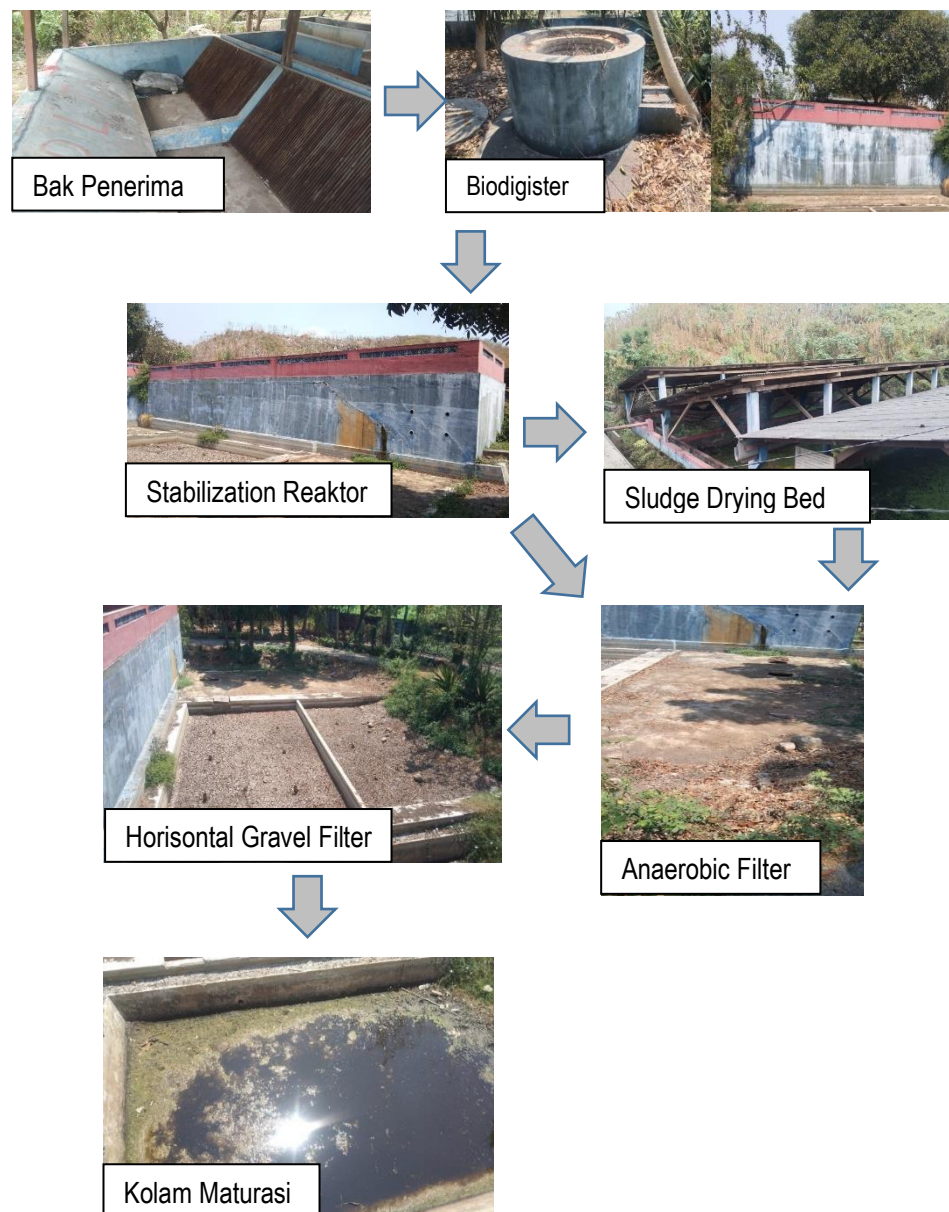 Bak Penerima
Biodigister
Stabilization Reaktor
Sludge Drying Bed
Horisontal Gravel Filter
Anaerobic Filter
Kolam Maturasi